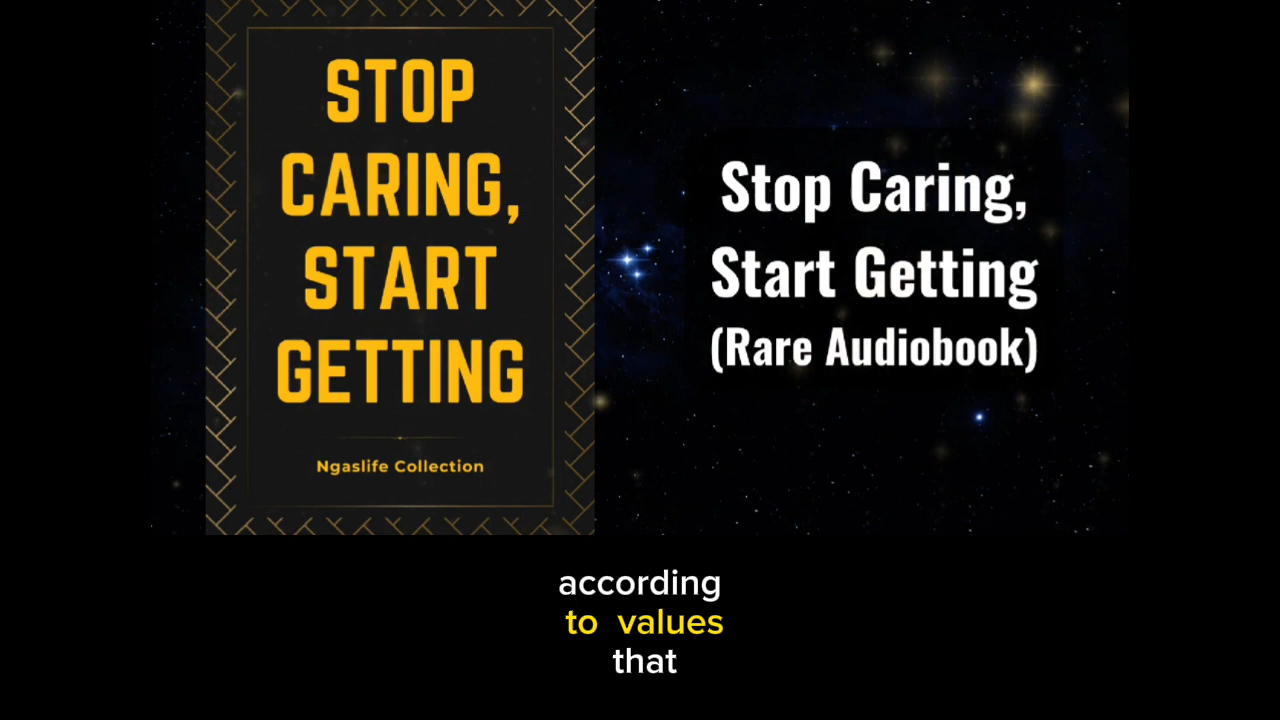 STOP
CARING,
START
GETTING
Ngaslife Collection
Stop Caring,
Start Getting
(Rare Audiobook)
according
to values
that